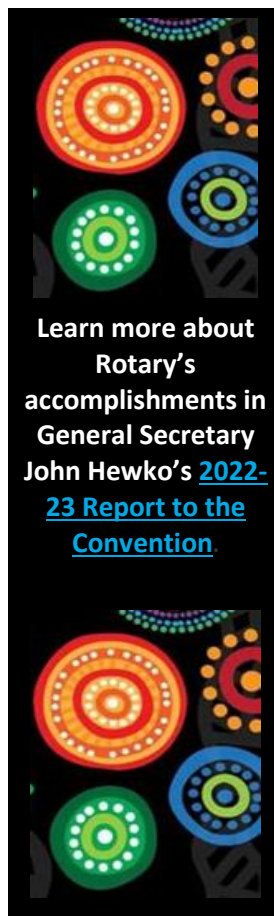 Learn more about
Rotary’s
accomplishments in
General Secretary
John Hewko’s 2022-
23 Report to the
Convention.